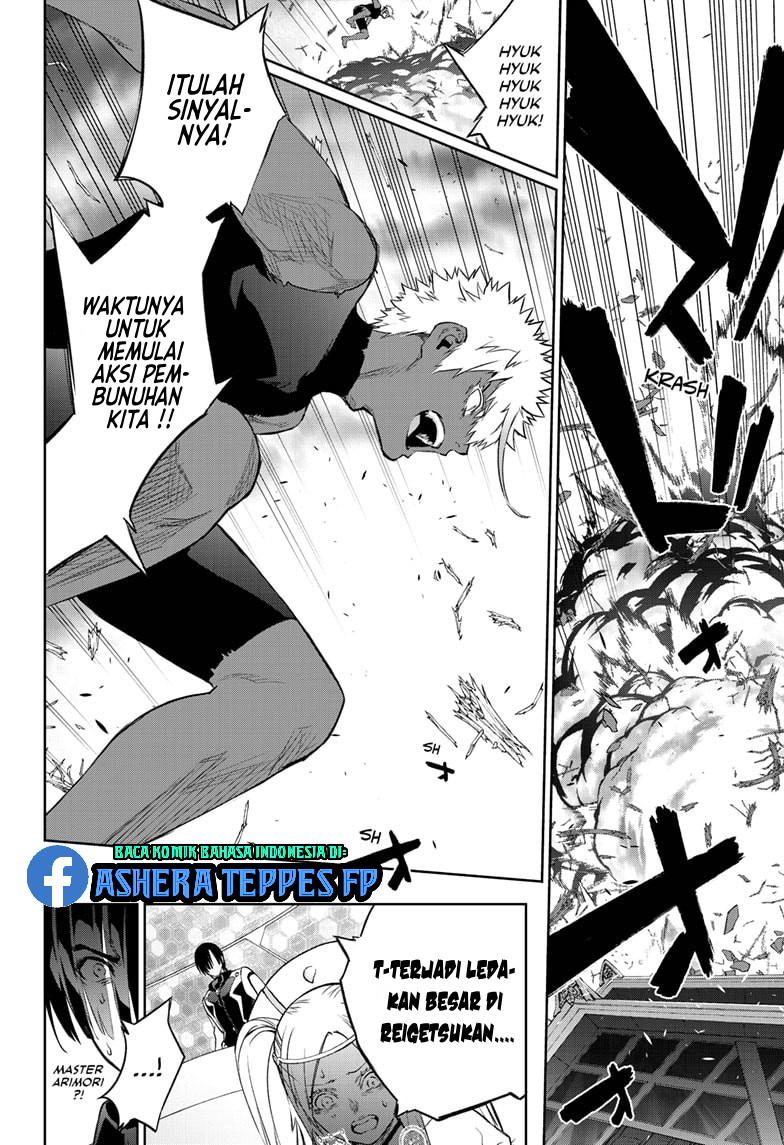 HYUK
HYUK
HYUK
HYUK
HYUK!
KRASH
ITULAH
SINYAL-
NYA!
WAKTUNYA
UNTUK
MEMULAI
AKSI PEM-
BUNUHAN
KITA !!
SH
SH
BACA KOMIK BAHASA INDONESIA DI:
ASHERA TEPPES FP
T-TERJADI LEDA-
KAN BESAR DI
REIGETSUKAN....
....!
MASTER
ARIMORI
?!